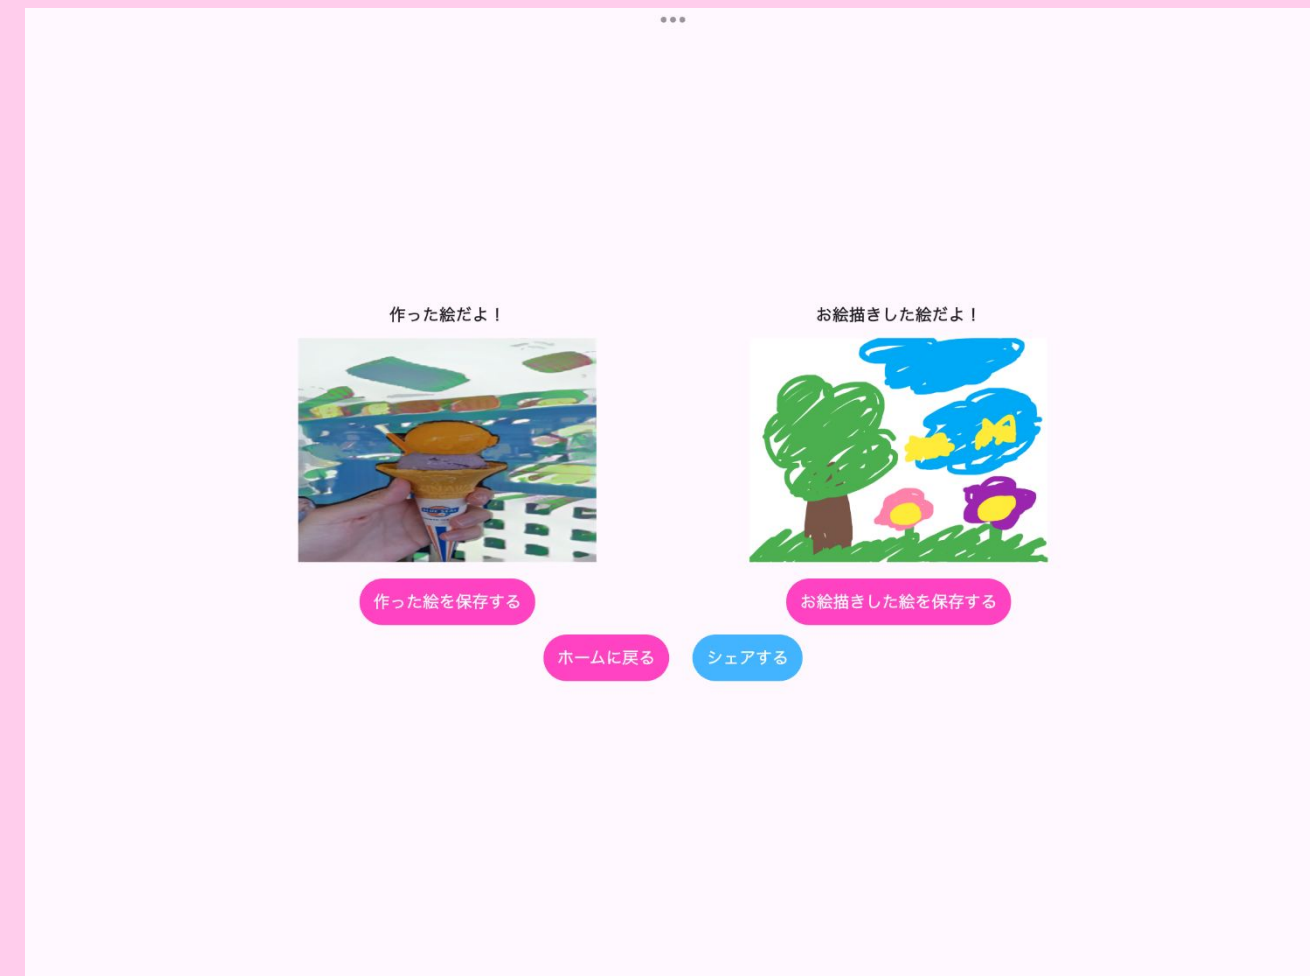 作った絵だよ！
お絵描きした絵だよ！
作った絵を保存する
お絵描きした絵を保存する
ホームに戻る
シェアする